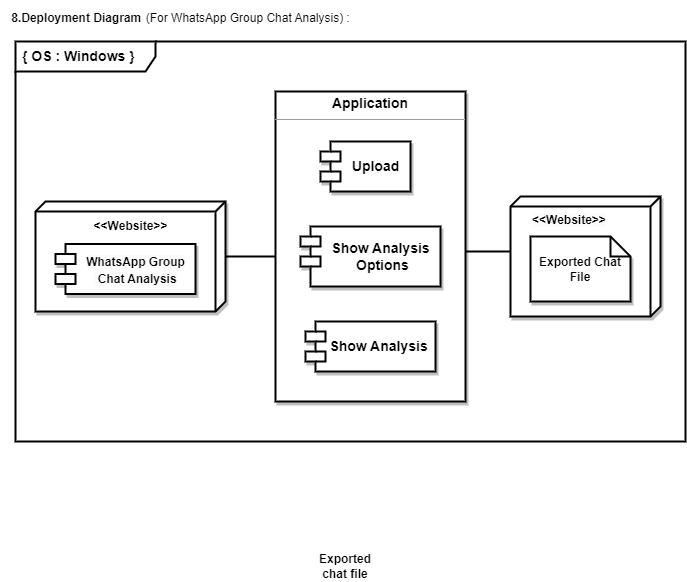 8.Deployment Diagram (For WhatsApp Group Chat Analysis) :
{ OS : Windows }
Application
Upload
<<Website>>
WhatsApp Group
Chat Analysis
Show Analysis
Options
Show Analysis
<<Website>>
Exported Chat
File
Exported
chat file